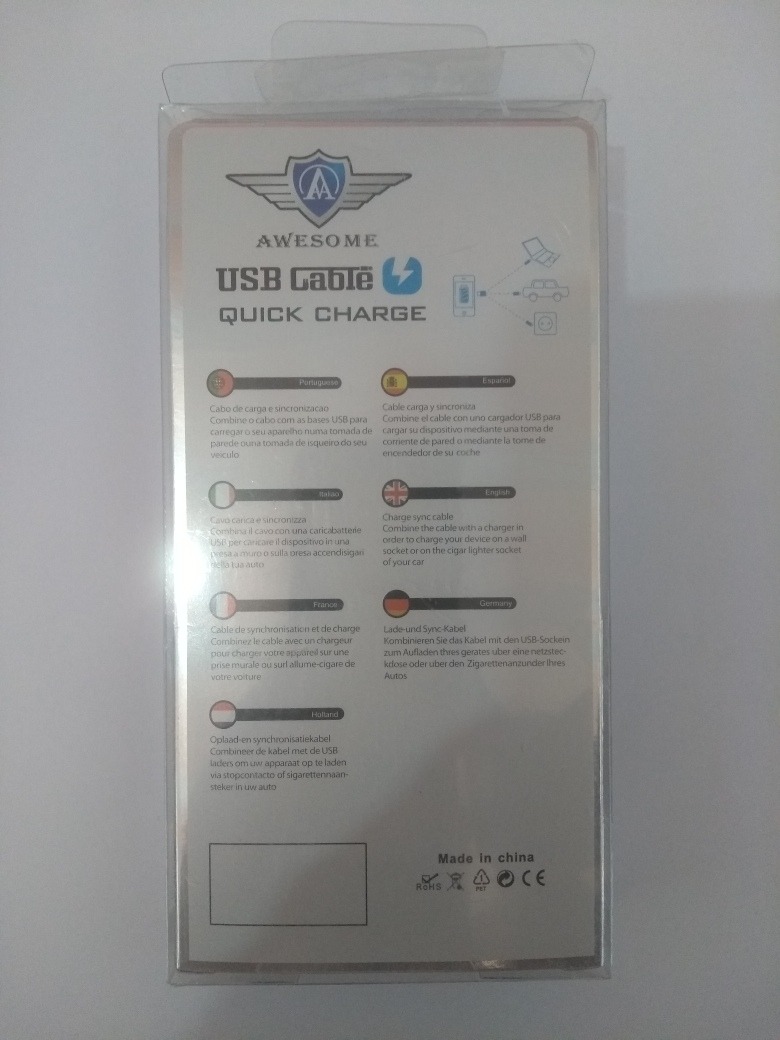 AWESOME
USB Cable
QUICK CHARGE
Portuguese
Cabo de carga e sincronizacao
Combine o cabo com as bases USB para
carregar o seu aparelho numa tomada de
parede ouna tomada de isqueiro do seu
veiculo
Español
Cable carga y sincroniza
Combine el cable con uno cargador USB para
cargar su dispositivo mediante una toma de
corriente de pared o mediante la tome de
encendedor de su coche
Italiao
Cavo carica e sincronizza
Combina il cavo con una caricabatterie
USB per caricare il dispositivo in una
presa a muro o sulla presa accendisigari
della tua auto
English
Charge sync cable
Combine the cable with a charger in
order to charge your device on a wall
socket or on the cigar lighter socket
of your car
France
Cable de synchronisation et de charge
Combinez le cable avec un chargeur
pour charger votre appareil sur une
prise murale ou surl allume-cigare de
votre voiture
Germany
Lade-und Sync-Kabel
Kombinieren Sie das Kabel mit den USB-Sockein
zum Aufladen Ihres gerates uber eine netzstec-
kdose oder uber den Zigarettenanzunder Ihres
Autos
Holland
Oplaad-en synchronisatiekabel
Combineer de kabel met de USB
laders om uw apparaat op te laden
via stopcontacto of sigarettennaan-
steker in uw auto
Made in china
RoHS
1
PET
CE